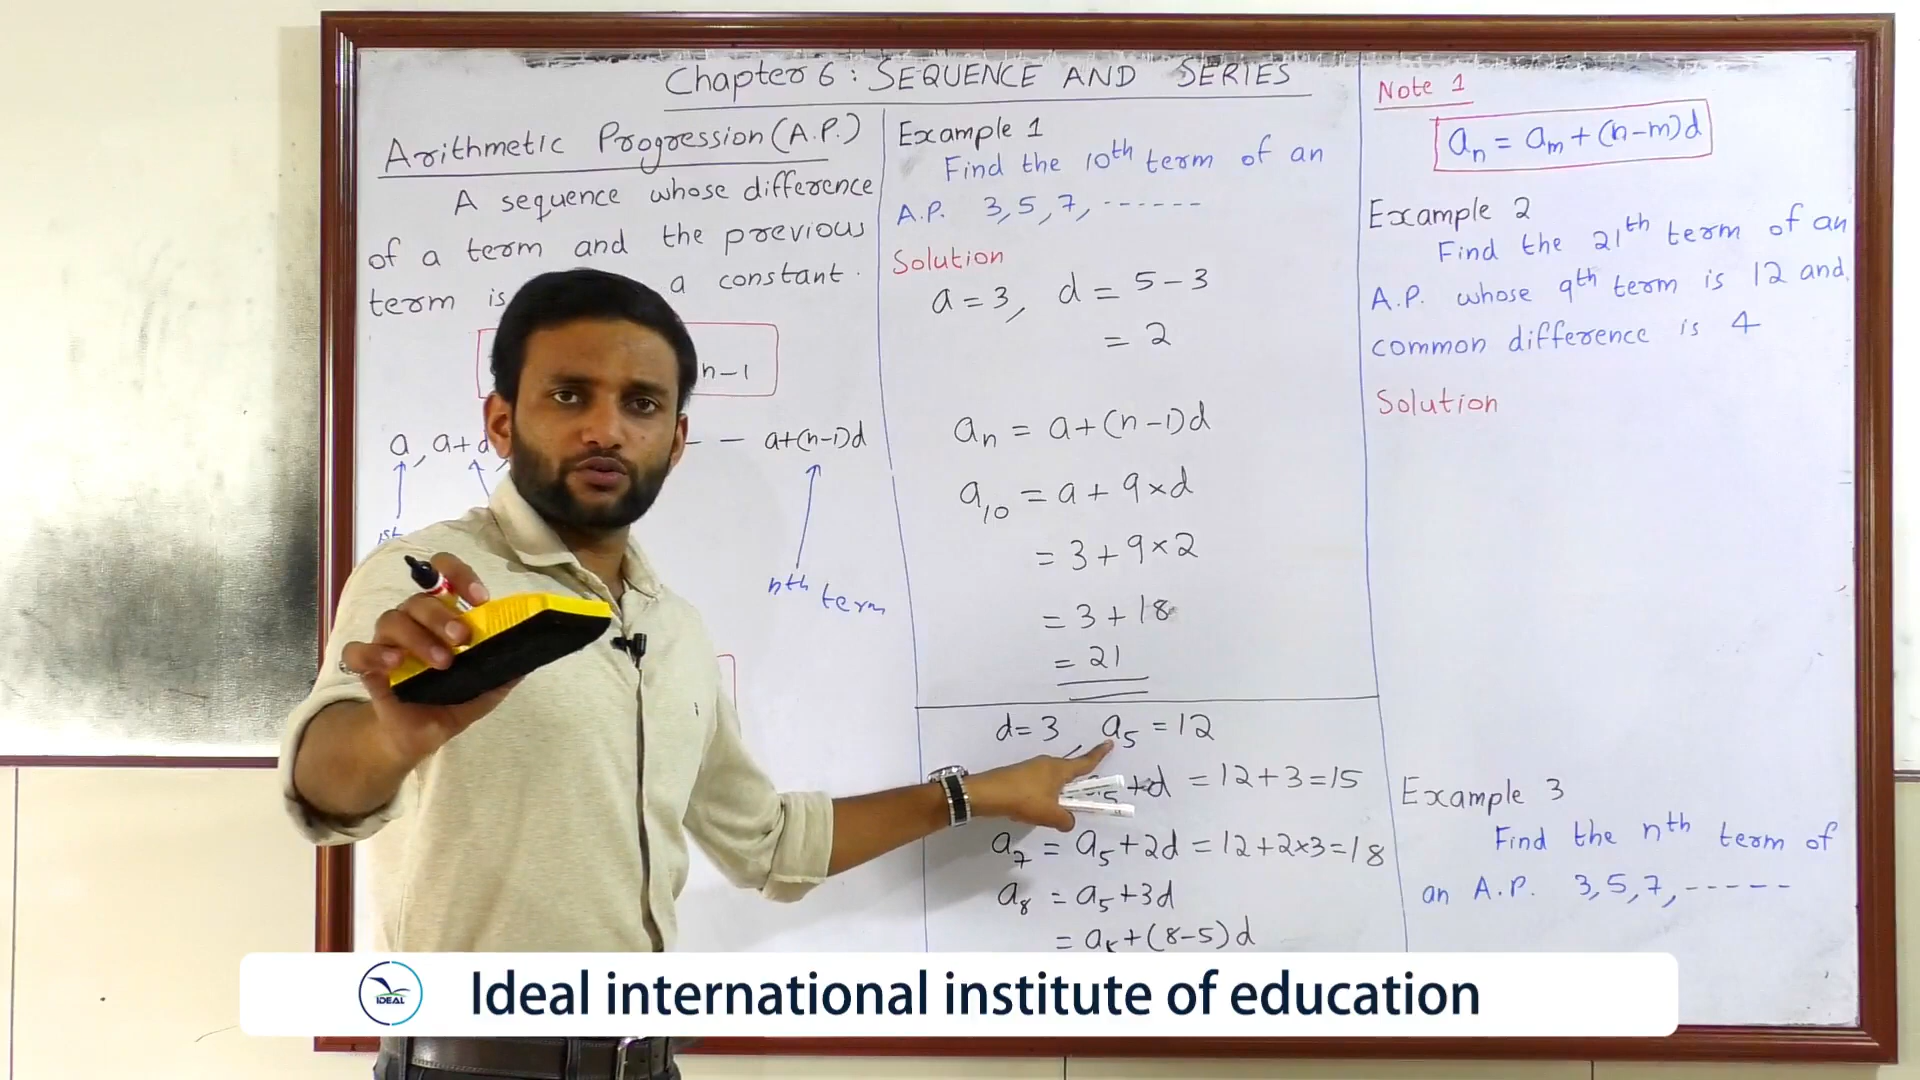 Chapter 6 : SEQUENCE AND SERIES
Arithmetic Progression (A.P.)
A sequence whose difference
of a term and the previous
term is a constant.
n-1
a, a+d, - - a+(n-1)d
1st
nth term
Example 1
Find the 10th term of an
A.P. 3, 5, 7, ------
Solution
a = 3, d = 5 - 3
= 2
an = a + (n-1)d
a10 = a + 9×d
= 3 + 9×2
= 3 + 18
= 21
d = 3, a5 = 12
a5+d = 12+3 = 15
a7 = a5+2d = 12+2×3 = 18
a8 = a5+3d
= a5+(8-5)d
Note 1
an = am + (n-m)d
Example 2
Find the 21th term of an
A.P. whose 9th term is 12 and
common difference is 4
Solution
Example 3
Find the nth term of
an A.P. 3, 5, 7, -----
IDEAL
Ideal international institute of education